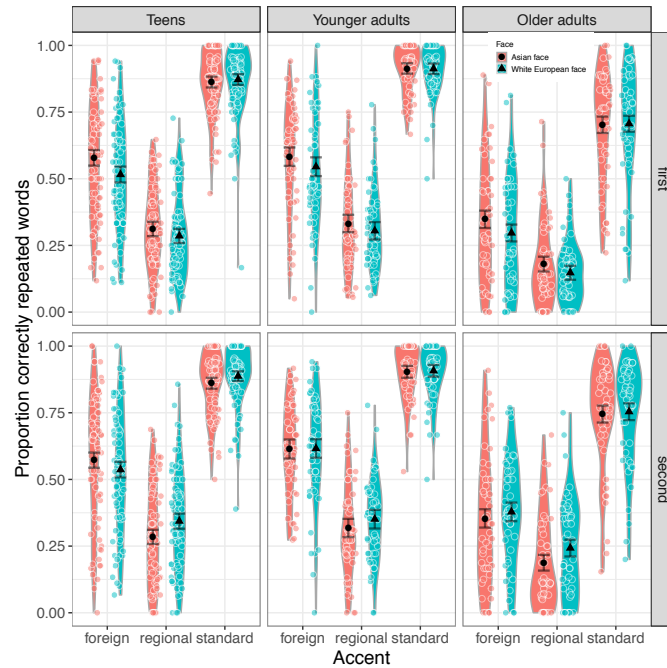 Teens
Younger adults
Older adults
Face
Asian face
White European face
first
second
1.00
0.75
0.50
0.25
0.00
1.00
0.75
0.50
0.25
0.00
Proportion correctly repeated words
foreign regional standard
foreign regional standard
foreign regional standard
Accent